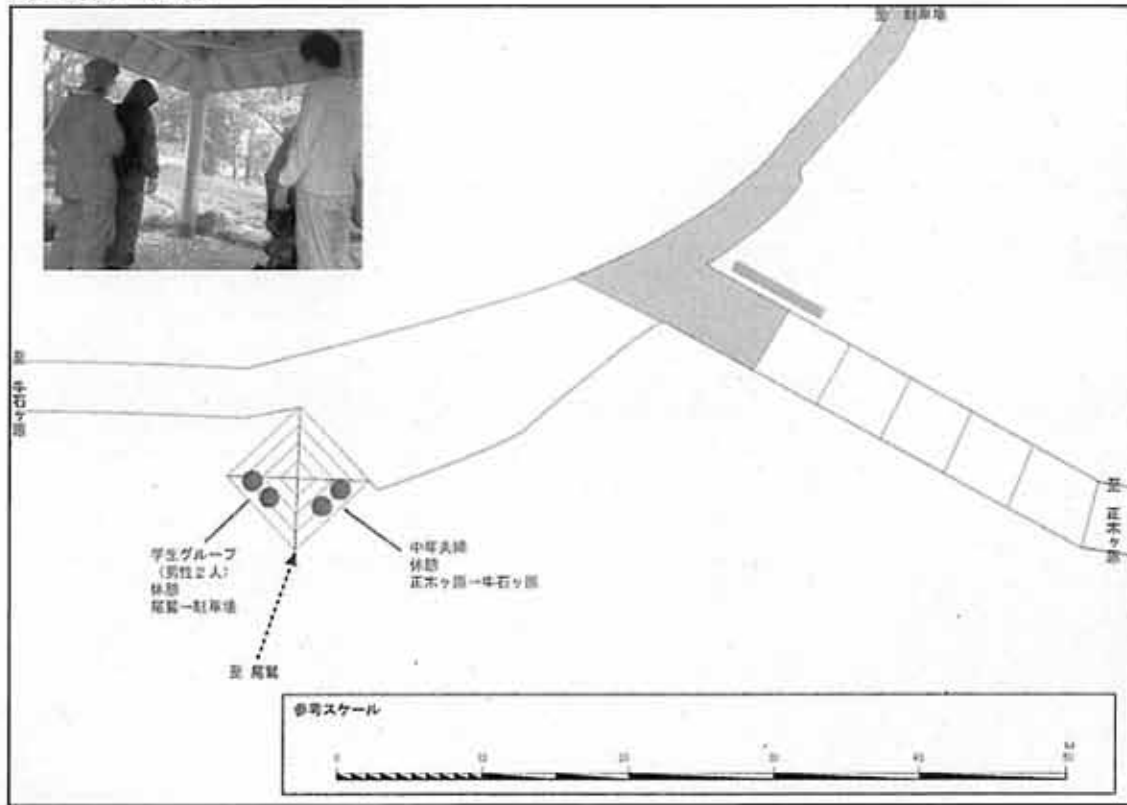 至 駐車場
至 牛石ヶ原
学生グループ
（男性２人）
休憩
尾鷲→駐車場
中年夫婦
休憩
正木ヶ原→牛石ヶ原
至 正木ヶ原
至 尾鷲
参考スケール
0 10 20 30 40 50
M